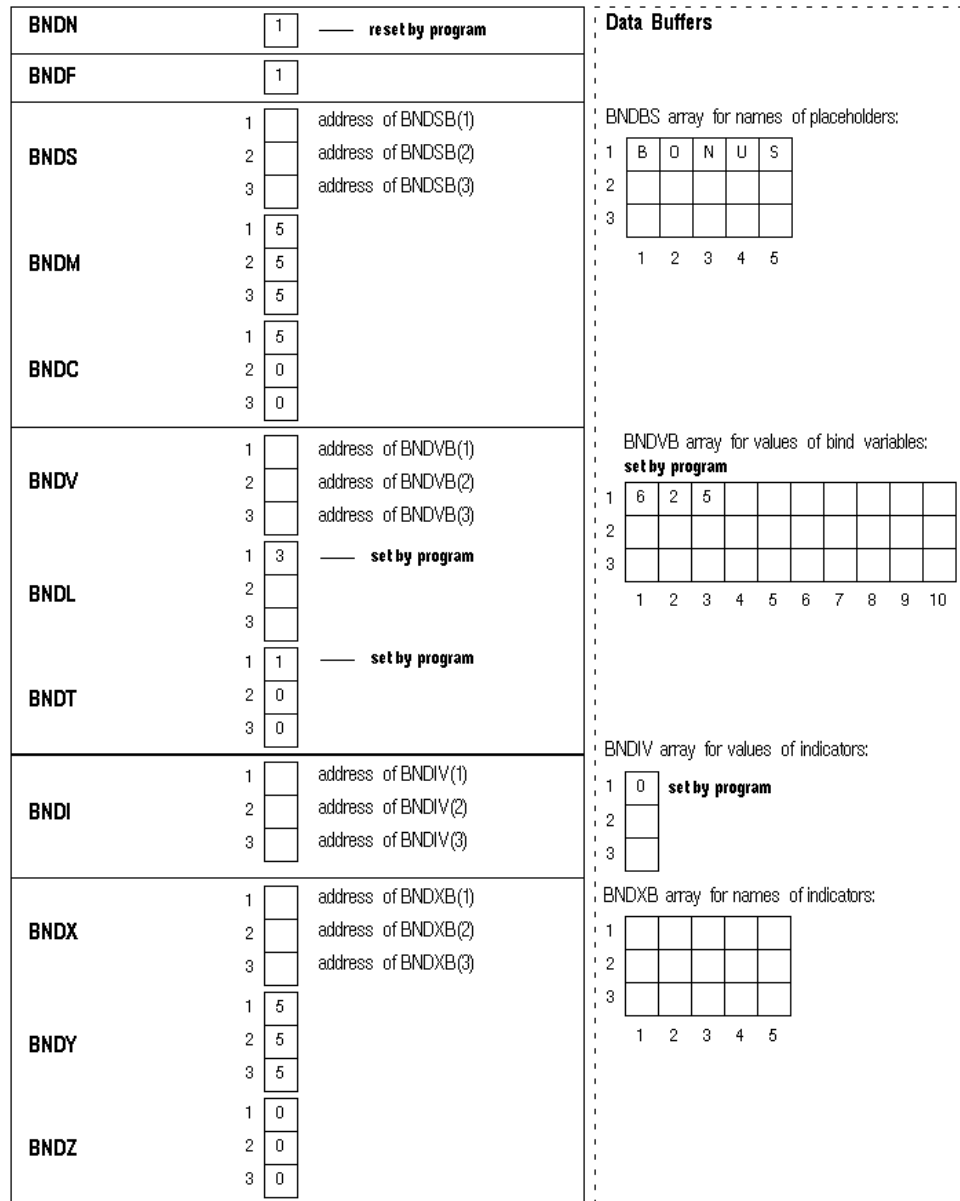 BNDN 1 reset by program
BNDF 1
BNDS
1 address of BNDSB(1)
2 address of BNDSB(2)
3 address of BNDSB(3)
BNDM
1 5
2 5
3 5
BNDC
1 5
2 0
3 0
BNDV
1 address of BNDVB(1)
2 address of BNDVB(2)
3 address of BNDVB(3)
BNDL
1 3 set by program
2
3
BNDT
1 1 set by program
2 0
3 0
BNDI
1 address of BNDIV(1)
2 address of BNDIV(2)
3 address of BNDIV(3)
BNDX
1 address of BNDXB(1)
2 address of BNDXB(2)
3 address of BNDXB(3)
BNDY
1 5
2 5
3 5
BNDZ
1 0
2 0
3 0
Data Buffers
BNDBS array for names of placeholders:
1 B O N U S
2
3
1 2 3 4 5
BNDVB array for values of bind variables:
set by program
1 6 2 5
2
3
1 2 3 4 5 6 7 8 9 10
BNDIV array for values of indicators:
1 0 set by program
2
3
BNDXB array for names of indicators:
1
2
3
1 2 3 4 5